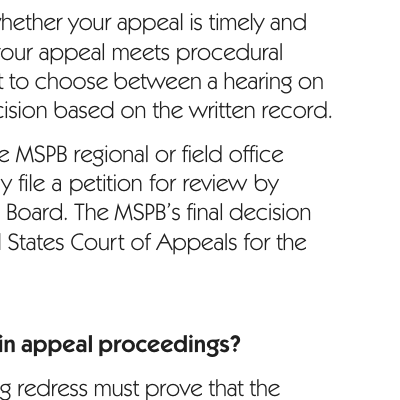 hether your appeal is timely and
our appeal meets procedural
to choose between a hearing on
cision based on the written record.
e MSPB regional or field office
y file a petition for review by
Board. The MSPB's final decision
States Court of Appeals for the
in appeal proceedings?
g redress must prove that the